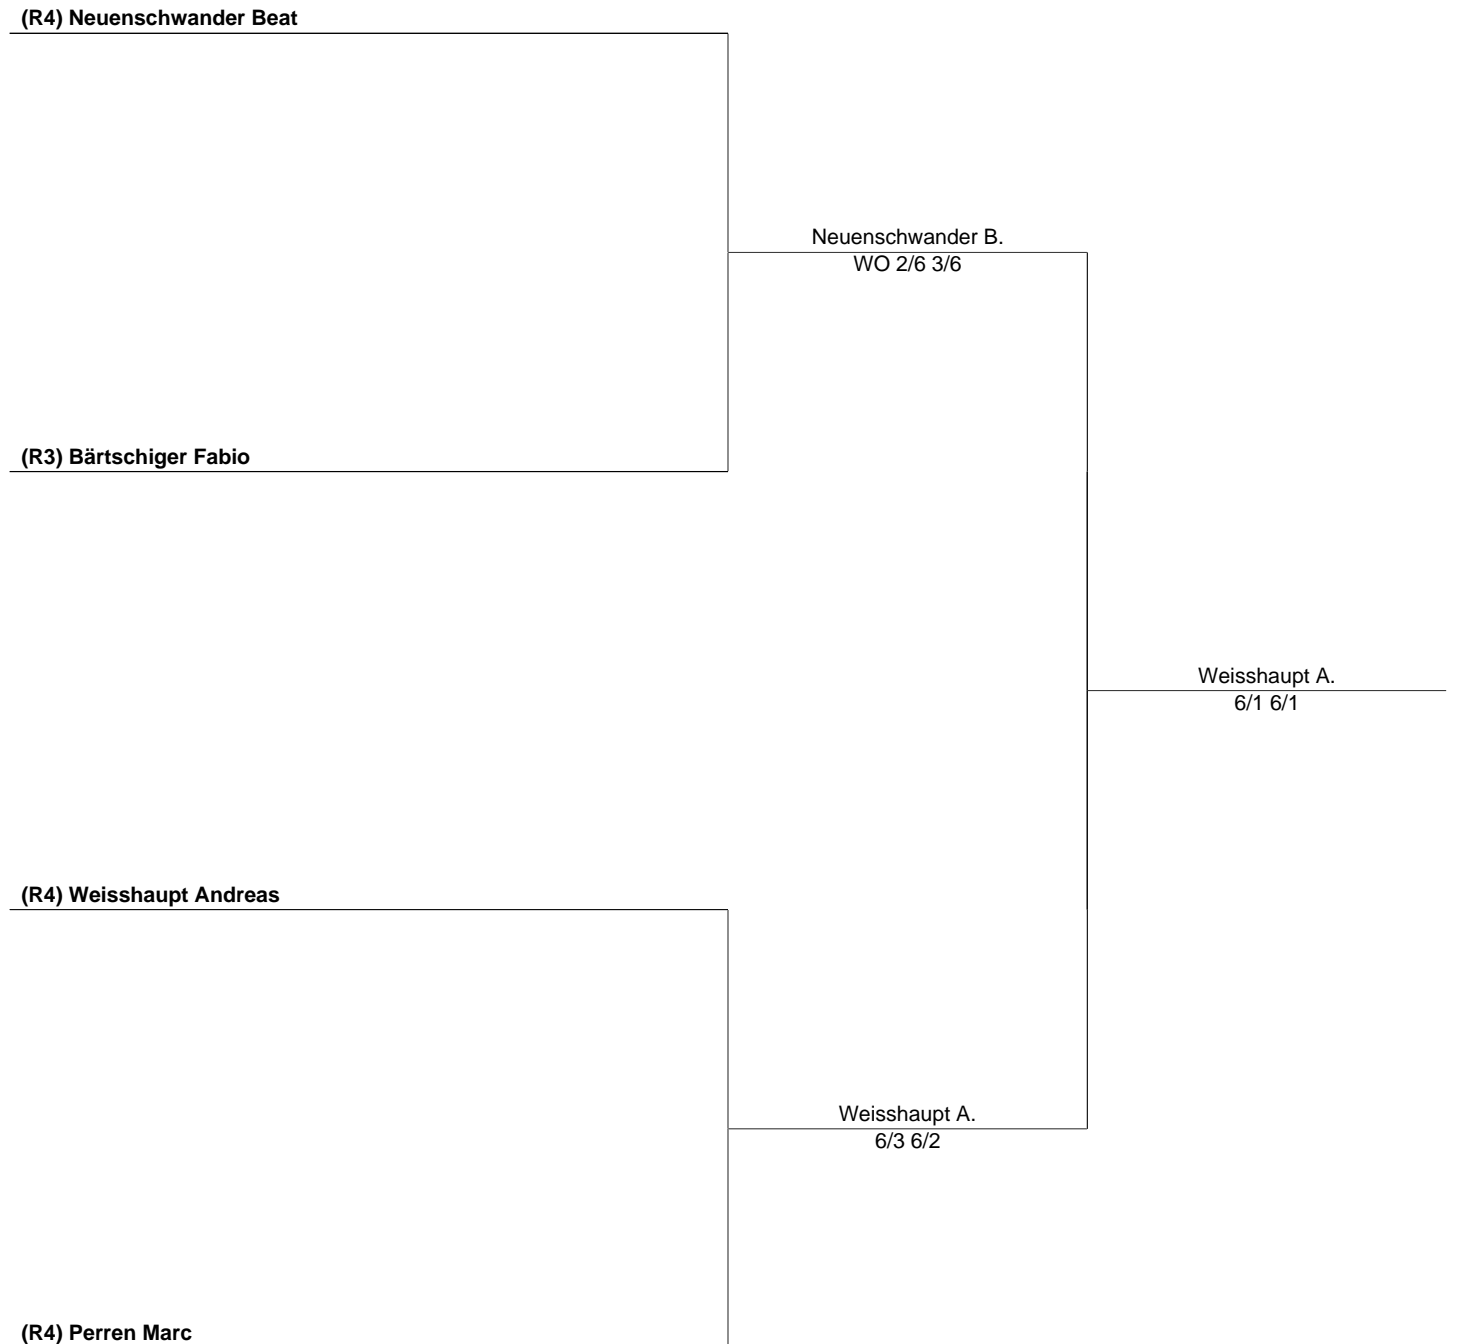 (R4) Neuenschwander Beat
Neuenschwander B.
WO 2/6 3/6
(R3) Bärtschiger Fabio
Weisshaupt A.
6/1 6/1
(R4) Weisshaupt Andreas
Weisshaupt A.
6/3 6/2
(R4) Perren Marc